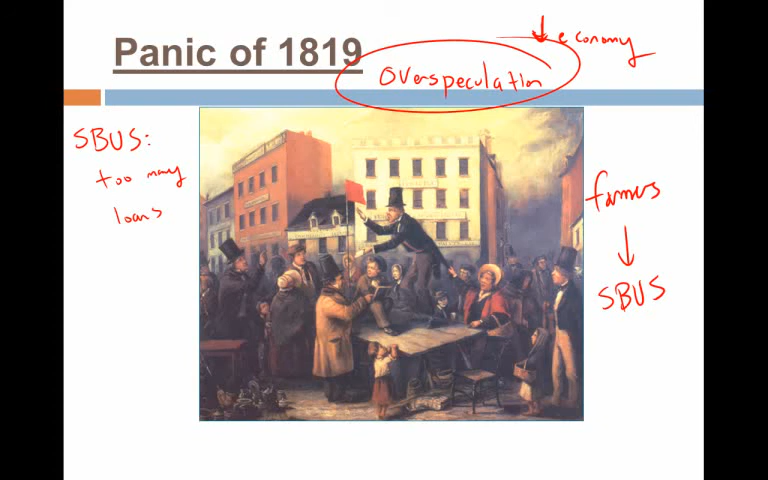 Panic of 1819
↓ economy
Overspeculation
SBUS:
too many
loans
farmers
↓
SBUS